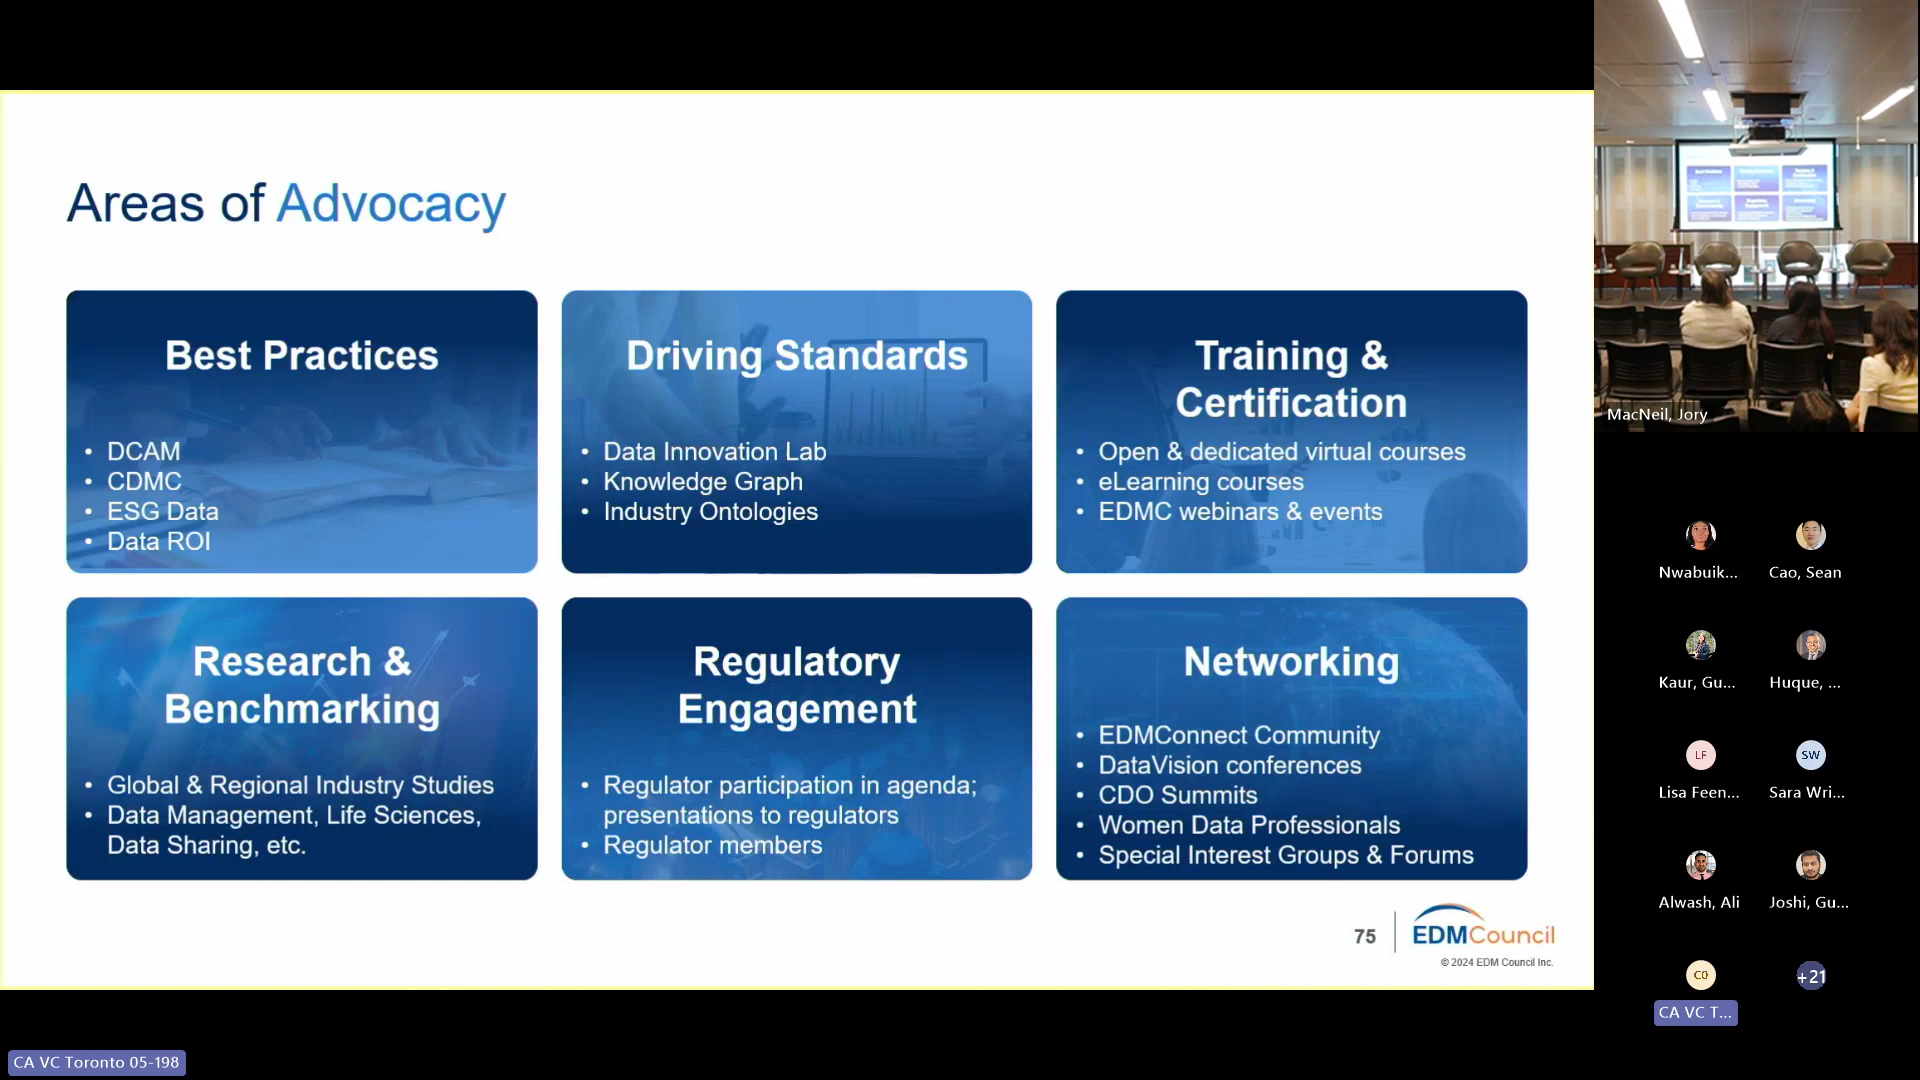 Areas of Advocacy
Best Practices
• DCAM
• CDMC
• ESG Data
• Data ROI
Driving Standards
• Data Innovation Lab
• Knowledge Graph
• Industry Ontologies
Training &
Certification
• Open & dedicated virtual courses
• eLearning courses
• EDMC webinars & events
Research &
Benchmarking
• Global & Regional Industry Studies
• Data Management, Life Sciences,
Data Sharing, etc.
Regulatory
Engagement
• Regulator participation in agenda;
presentations to regulators
• Regulator members
Networking
• EDMConnect Community
• DataVision conferences
• CDO Summits
• Women Data Professionals
• Special Interest Groups & Forums
75
EDMCouncil
© 2024 EDM Council Inc.
CA VC Toronto 05-198
MacNeil, Jory
Nwabuik...
Cao, Sean
Kaur, Gu...
Huque, ...
LF
SW
Lisa Feen...
Sara Wri...
Alwash, Ali
Joshi, Gu...
C0
+21
CA VC T...